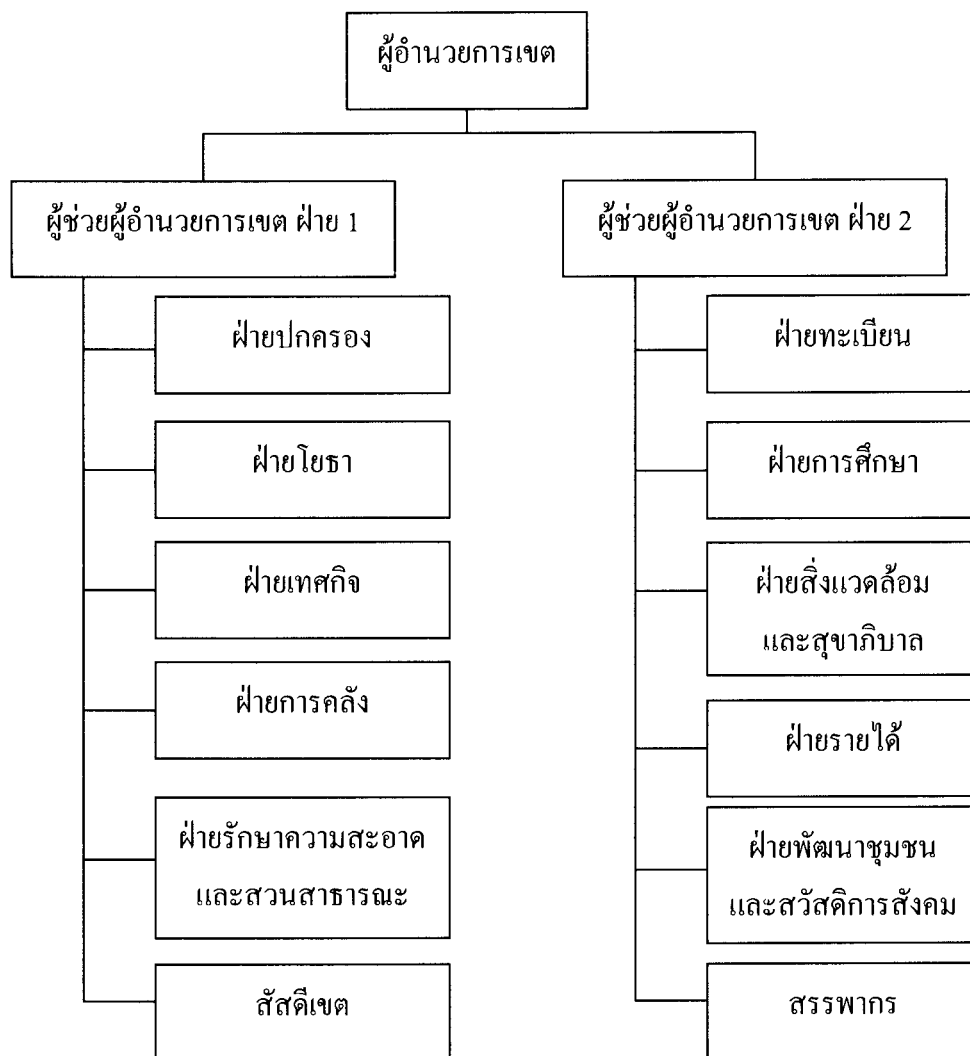 ผู้อำนวยการเขต
ผู้ช่วยผู้อำนวยการเขต ฝ่าย 1
ฝ่ายปกครอง
ฝ่ายโยธา
ฝ่ายเทศกิจ
ฝ่ายการคลัง
ฝ่ายรักษาความสะอาด
และสวนสาธารณะ
สัสดีเขต
ผู้ช่วยผู้อำนวยการเขต ฝ่าย 2
ฝ่ายทะเบียน
ฝ่ายการศึกษา
ฝ่ายสิ่งแวดล้อม
และสุขาภิบาล
ฝ่ายรายได้
ฝ่ายพัฒนาชุมชน
และสวัสดิการสังคม
สรรพากร